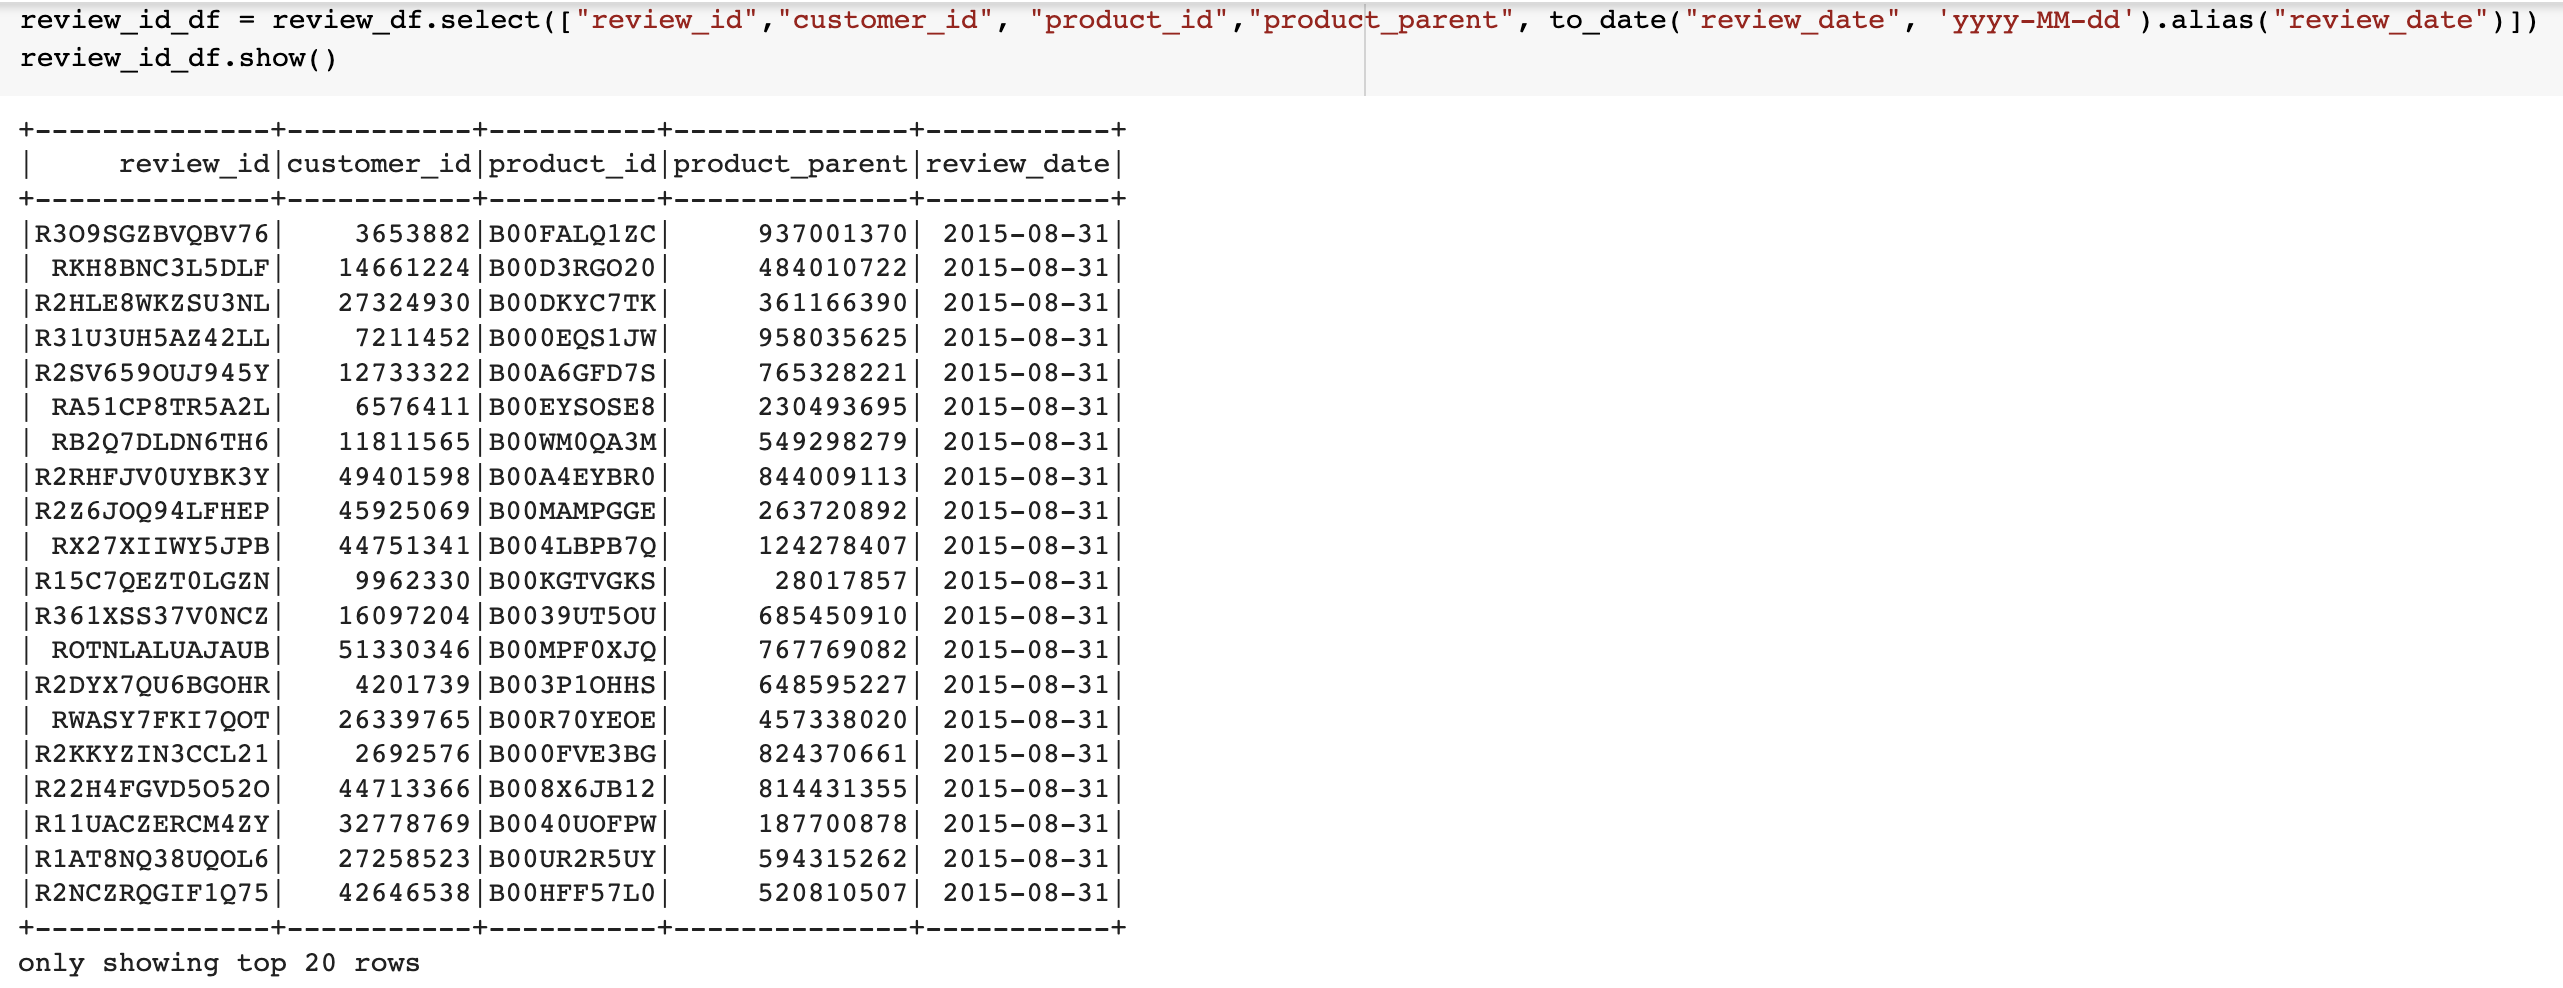 review_id_df = review_df.select(["review_id","customer_id", "product_id","product_parent", to_date("review_date", 'yyyy-MM-dd').alias("review_date")])
review_id_df.show()
+--------------+-----------+----------+--------------+-----------+
|     review_id|customer_id|product_id|product_parent|review_date|
+--------------+-----------+----------+--------------+-----------+
|R3O9SGZBVQBV76|    3653882|B00FALQ1ZC|     937001370| 2015-08-31|
| RKH8BNC3L5DLF|   14661224|B00D3RGO20|     484010722| 2015-08-31|
|R2HLE8WKZSU3NL|   27324930|B00DKYC7TK|     361166390| 2015-08-31|
|R31U3UH5AZ42LL|    7211452|B000EQS1JW|     958035625| 2015-08-31|
|R2SV659OUJ945Y|   12733322|B00A6GFD7S|     765328221| 2015-08-31|
| RA51CP8TR5A2L|    6576411|B00EYSOSE8|     230493695| 2015-08-31|
| RB2Q7DLDN6TH6|   11811565|B00WM0QA3M|     549298279| 2015-08-31|
|R2RHFJV0UYBK3Y|   49401598|B00A4EYBR0|     844009113| 2015-08-31|
|R2Z6JOQ94LFHEP|   45925069|B00MAMPGGE|     263720892| 2015-08-31|
| RX27XIIWY5JPB|   44751341|B004LBPB7Q|     124278407| 2015-08-31|
|R15C7QEZT0LGZN|    9962330|B00KGTVGKS|      28017857| 2015-08-31|
|R361XSS37V0NCZ|   16097204|B0039UT5OU|     685450910| 2015-08-31|
| ROTNLALUAJAUB|   51330346|B00MPF0XJQ|     767769082| 2015-08-31|
|R2DYX7QU6BGOHR|    4201739|B003P1OHHS|     648595227| 2015-08-31|
| RWASY7FKI7QOT|   26339765|B00R70YEOE|     457338020| 2015-08-31|
|R2KKYZIN3CCL21|    2692576|B000FVE3BG|     824370661| 2015-08-31|
|R22H4FGVD5O52O|   44713366|B008X6JB12|     814431355| 2015-08-31|
|R11UACZERCM4ZY|   32778769|B0040UOFPW|     187700878| 2015-08-31|
|R1AT8NQ38UQOL6|   27258523|B00UR2R5UY|     594315262| 2015-08-31|
|R2NCZRQGIF1Q75|   42646538|B00HFF57L0|     520810507| 2015-08-31|
+--------------+-----------+----------+--------------+-----------+
only showing top 20 rows